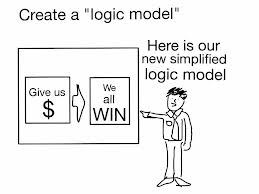 Create a "logic model"
Here is our
new simplified
logic model
Give us
$
We
all
WIN